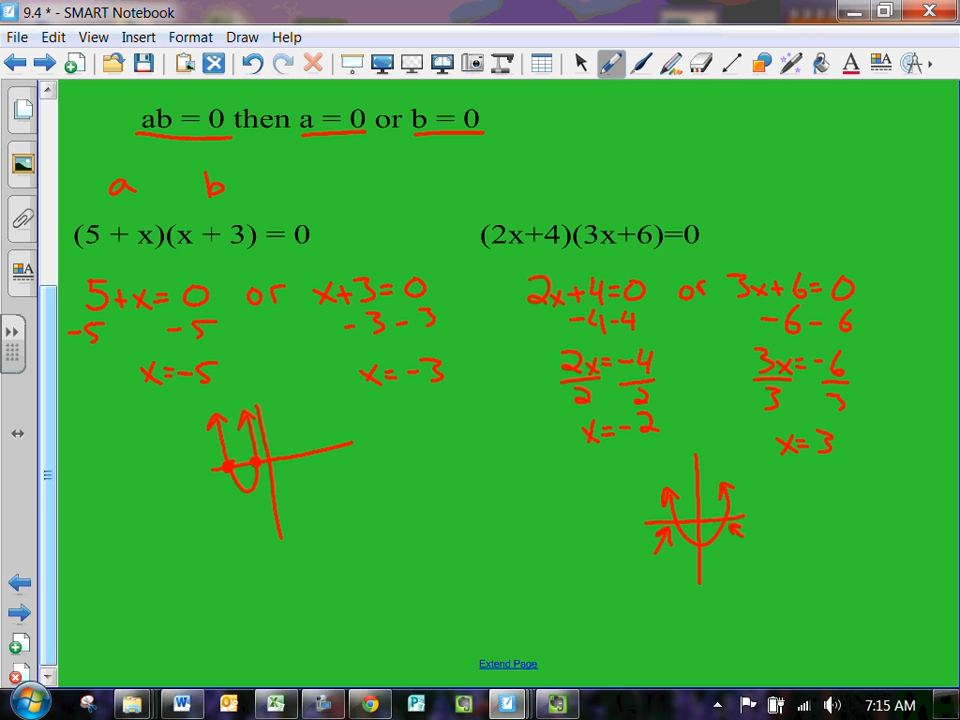 9.4 * - SMART Notebook
File Edit View Insert Format Draw Help
ab = 0 then a = 0 or b = 0
a b
(5 + x)(x + 3) = 0
5+x=0 or x+3=0
-5 -5 -3 -3
x=-5 x=-3
(2x+4)(3x+6)=0
2x+4=0 or 3x+6=0
-4 -4 -6 -6
2x=-4 3x=-6
2 2 3 3
x=-2 x=3
Extend Page
7:15 AM